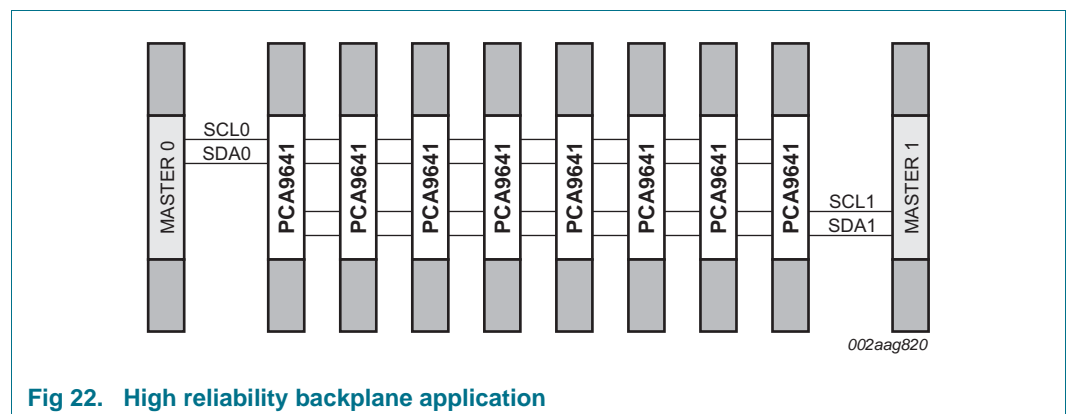 MASTER 0
SCL0
SDA0
PCA9641
PCA9641
PCA9641
PCA9641
PCA9641
PCA9641
PCA9641
PCA9641
SCL1
SDA1
MASTER 1
002aag820
Fig 22. High reliability backplane application